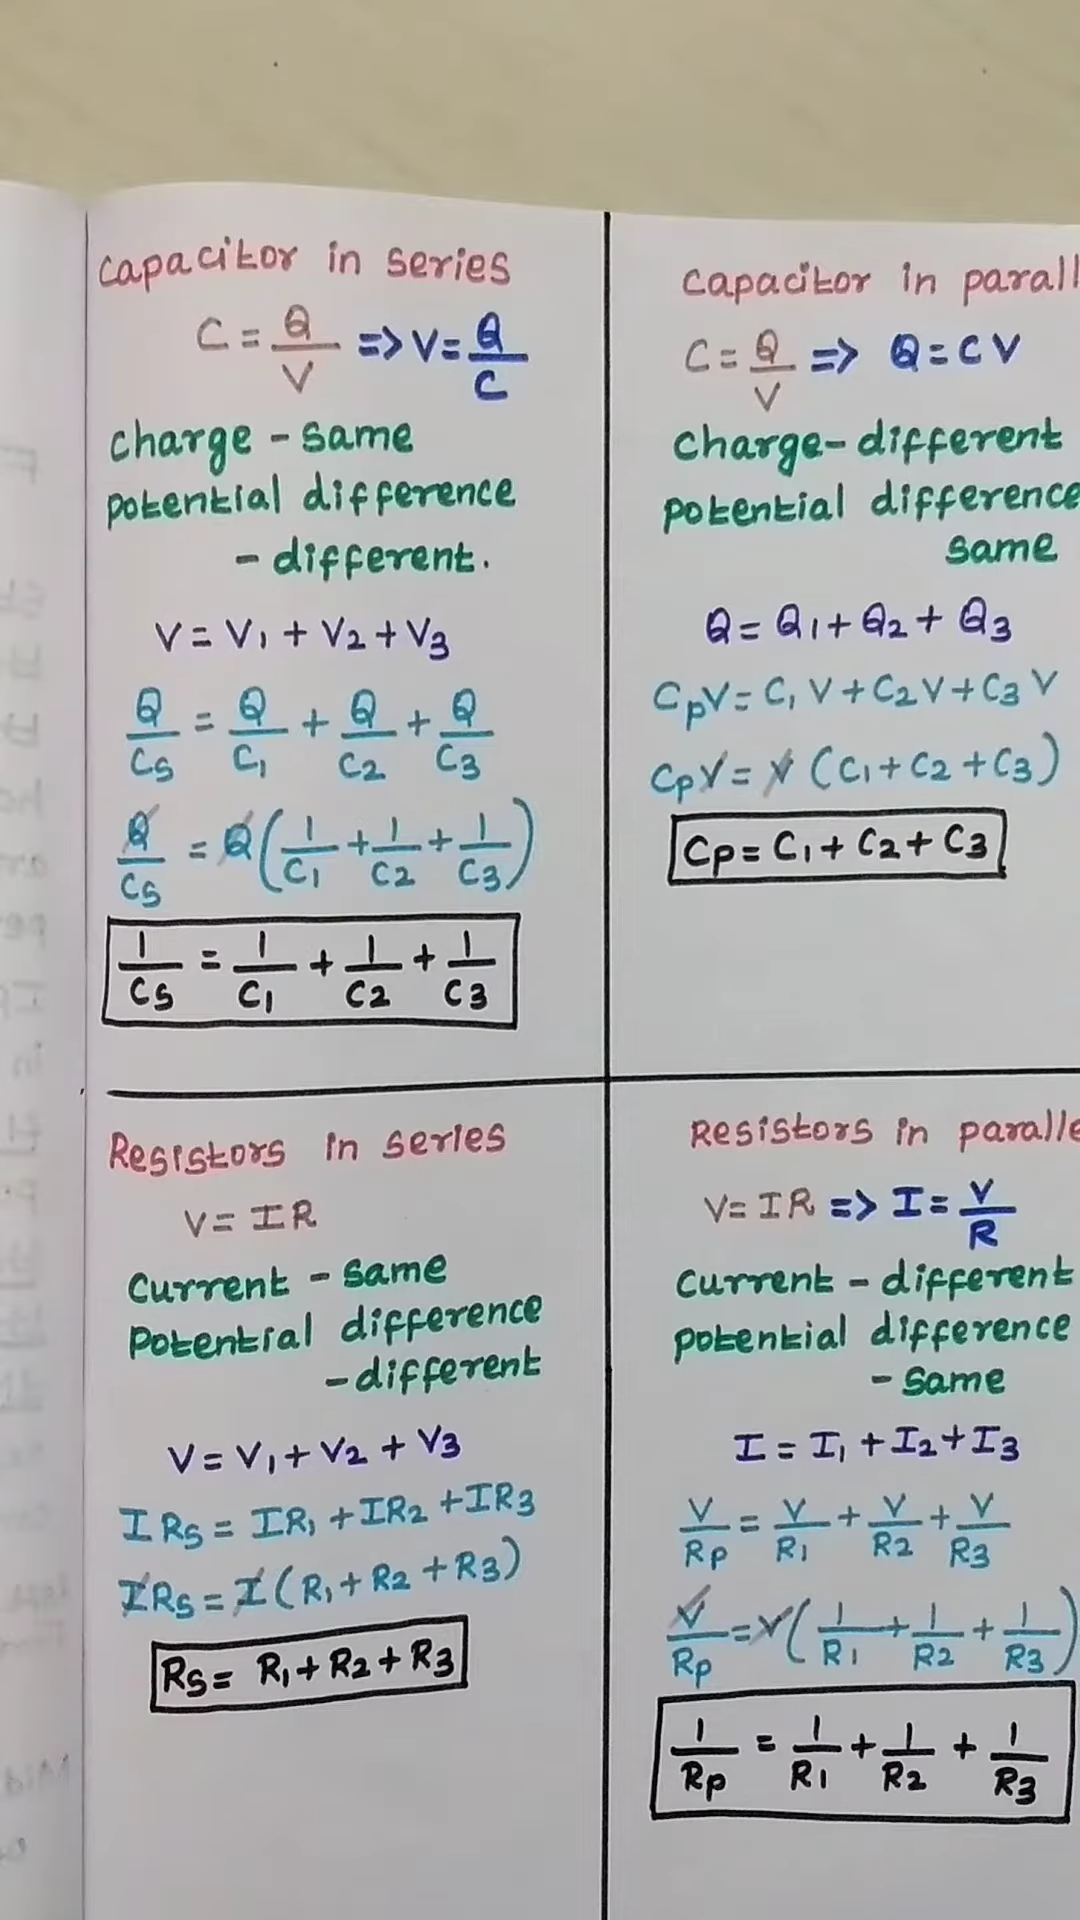 Capacitor in series
C = Q/V => V = Q/C
Charge - same
potential difference
- different.
V = V1 + V2 + V3
Q/Cs = Q/C1 + Q/C2 + Q/C3
Q/Cs = Q(1/C1 + 1/C2 + 1/C3)
1/Cs = 1/C1 + 1/C2 + 1/C3
Capacitor in parall
C = Q/V => Q = CV
Charge - different
potential difference
same
Q = Q1 + Q2 + Q3
CpV = C1V + C2V + C3V
CpV = V (C1 + C2 + C3)
Cp = C1 + C2 + C3
Resistors in series
V = IR
Current - same
Potential difference
- different
V = V1 + V2 + V3
IRs = IR1 + IR2 + IR3
IRs = I(R1 + R2 + R3)
Rs = R1 + R2 + R3
Resistors in paralle
V = IR => I = V/R
Current - different
potential difference
- same
I = I1 + I2 + I3
V/Rp = V/R1 + V/R2 + V/R3
V/Rp = V(1/R1 + 1/R2 + 1/R3)
1/Rp = 1/R1 + 1/R2 + 1/R3